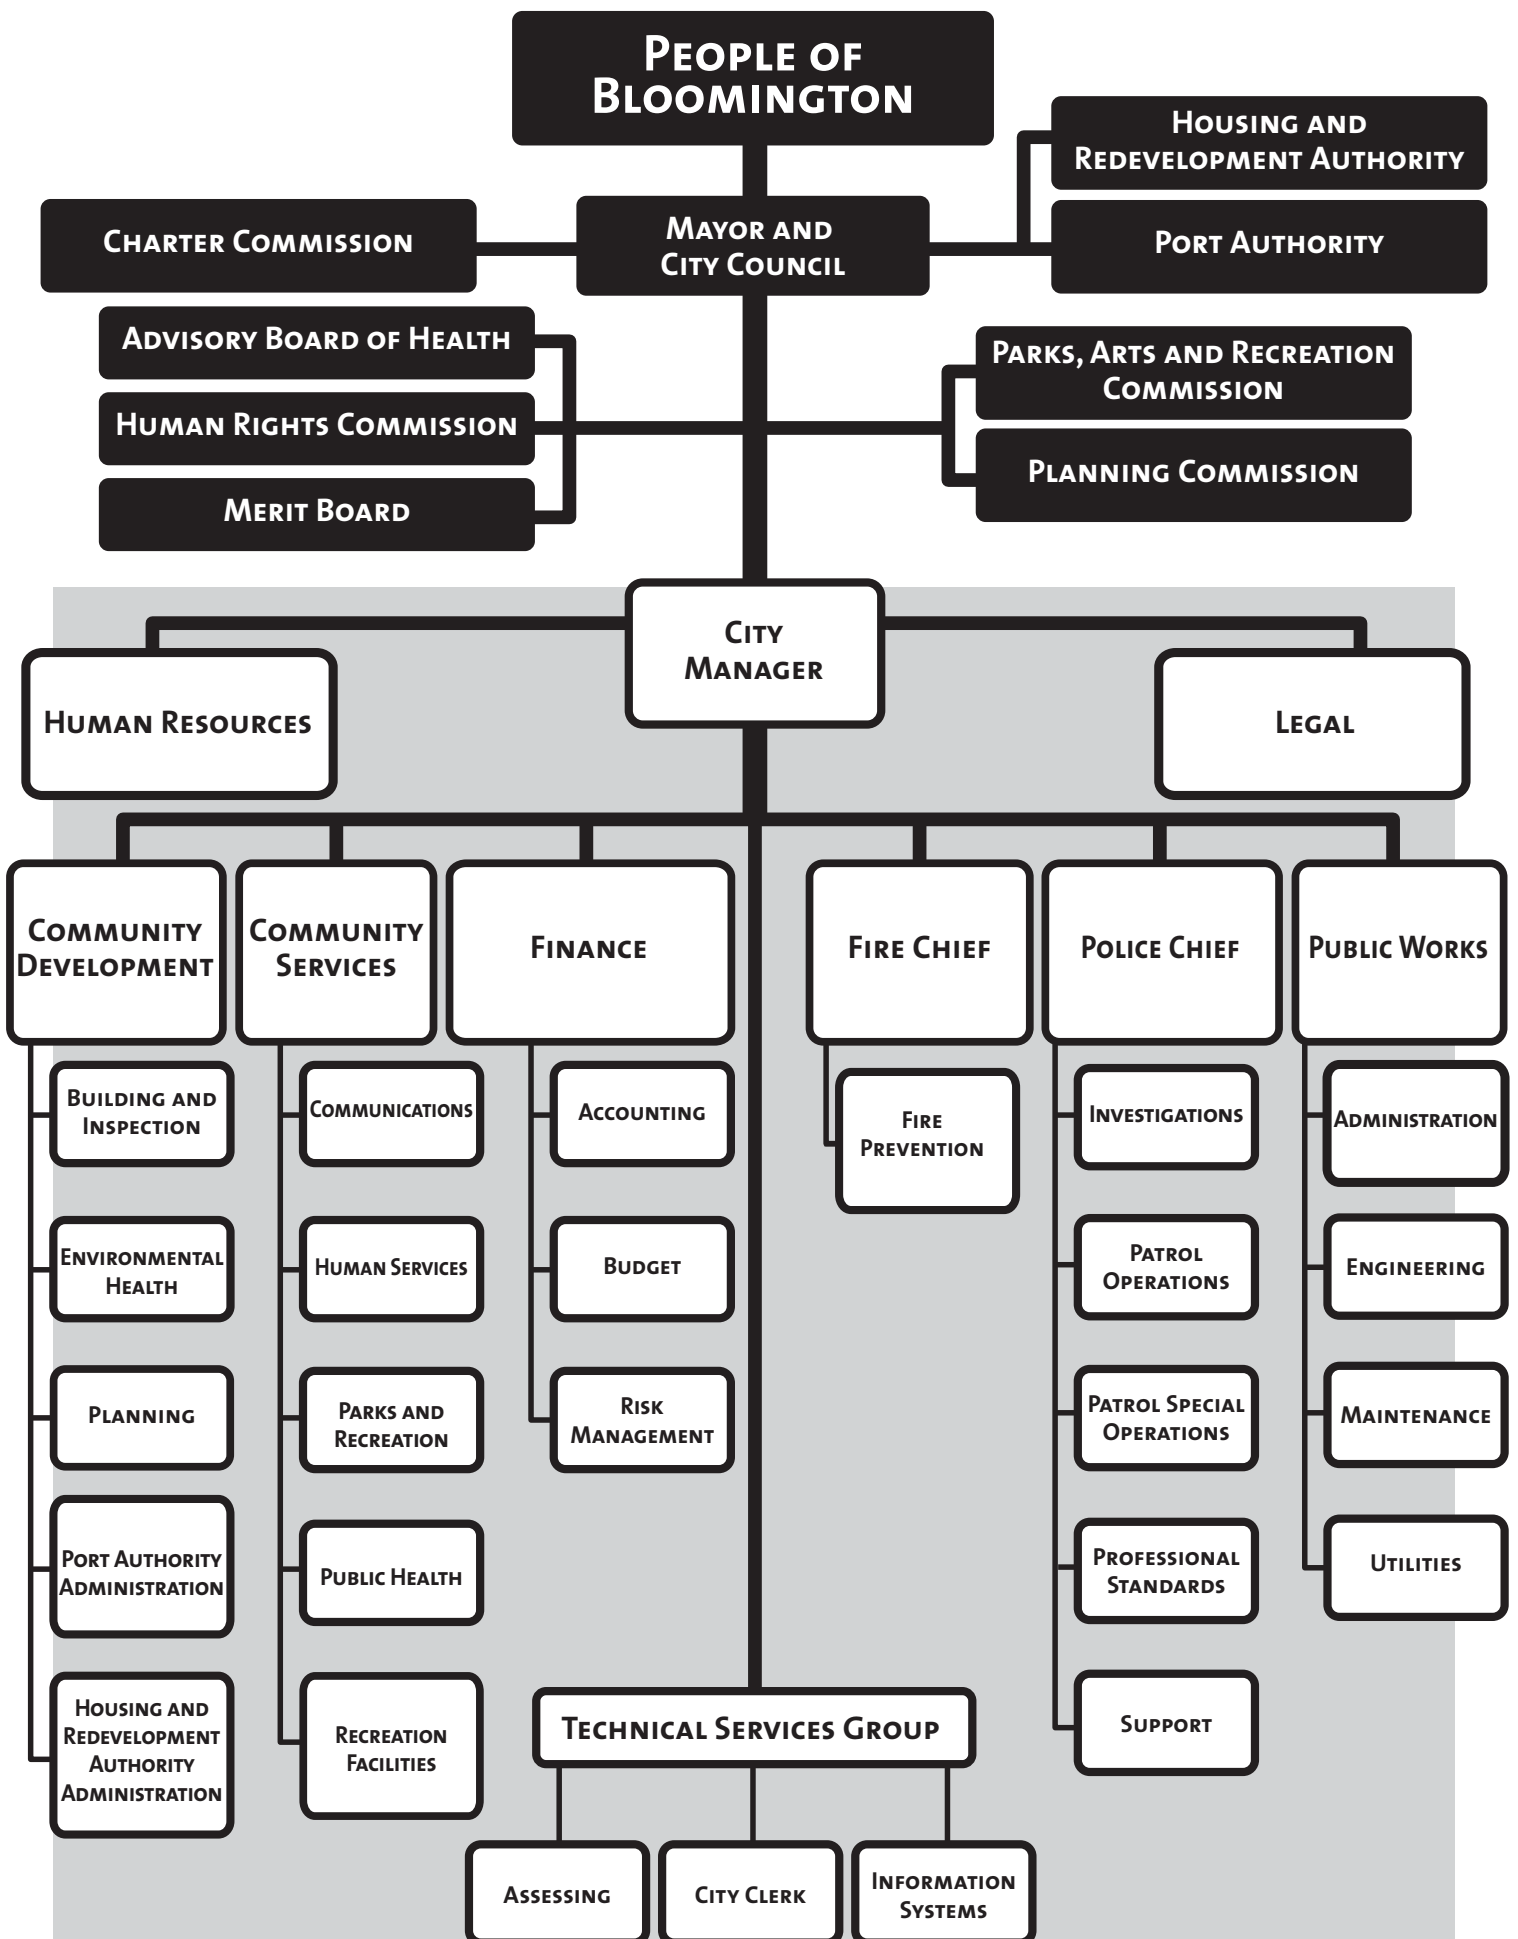 People of
Bloomington
Housing and
Redevelopment Authority
Charter Commission
Mayor and
City Council
Port Authority
Advisory Board of Health
Human Rights Commission
Merit Board
Parks, Arts and Recreation
Commission
Planning Commission
City
Manager
Human Resources
Legal
Community
Development
Community
Services
Finance
Fire Chief
Police Chief
Public Works
Building and
Inspection
Environmental
Health
Planning
Port Authority
Administration
Housing and
Redevelopment
Authority
Administration
Communications
Human Services
Parks and
Recreation
Public Health
Recreation
Facilities
Accounting
Budget
Risk
Management
Fire
Prevention
Investigations
Patrol
Operations
Patrol Special
Operations
Professional
Standards
Support
Administration
Engineering
Maintenance
Utilities
Technical Services Group
Assessing
City Clerk
Information
Systems